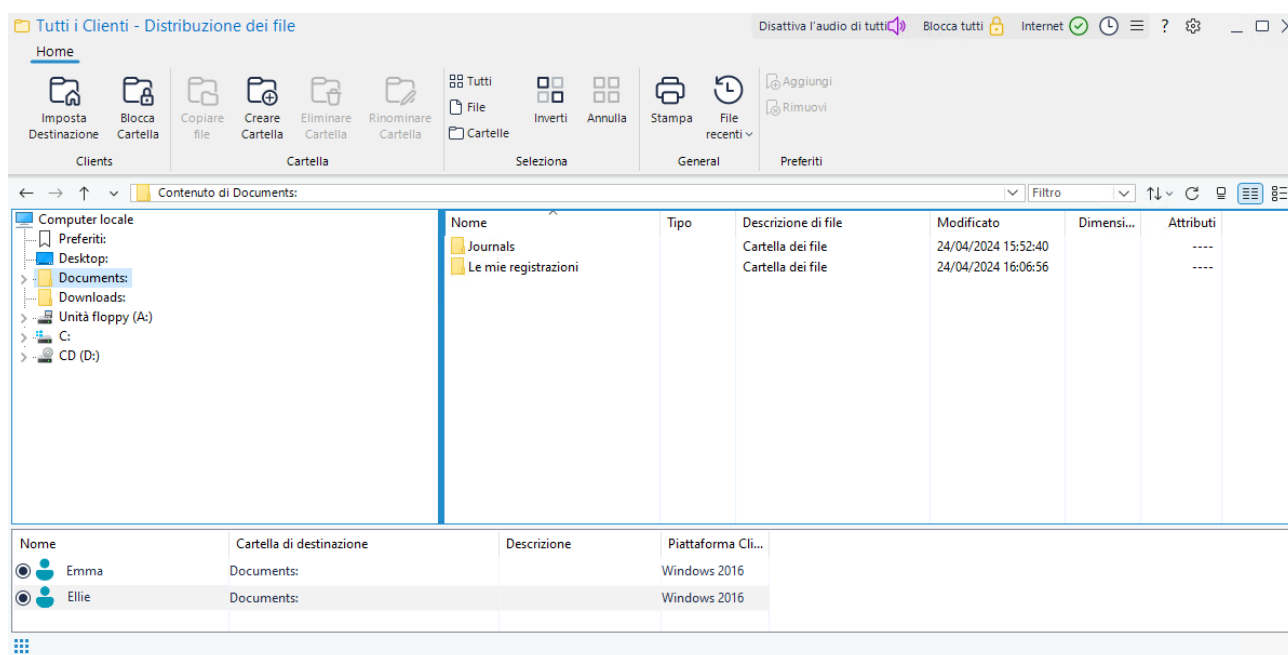 Tutti i Clienti - Distribuzione dei file
Disattiva l'audio di tutti
Blocca tutti
Internet
?
Home
Imposta Destinazione
Blocca Cartella
Copiare file
Creare Cartella
Eliminare Cartella
Rinominare Cartella
Tutti
File
Cartelle
Inverti
Annulla
Stampa
File recenti
Aggiungi
Rimuovi
Clients
Cartella
Seleziona
General
Preferiti
Contenuto di Documents:
Filtro
Computer locale
Preferiti:
Desktop:
Documents:
Downloads:
Unità floppy (A:)
C:
CD (D:)
Nome Tipo Descrizione di file Modificato Dimensi... Attributi
Journals Cartella dei file 24/04/2024 15:52:40 ----
Le mie registrazioni Cartella dei file 24/04/2024 16:06:56 ----
Nome Cartella di destinazione Descrizione Piattaforma Cli...
Emma Documents: Windows 2016
Ellie Documents: Windows 2016